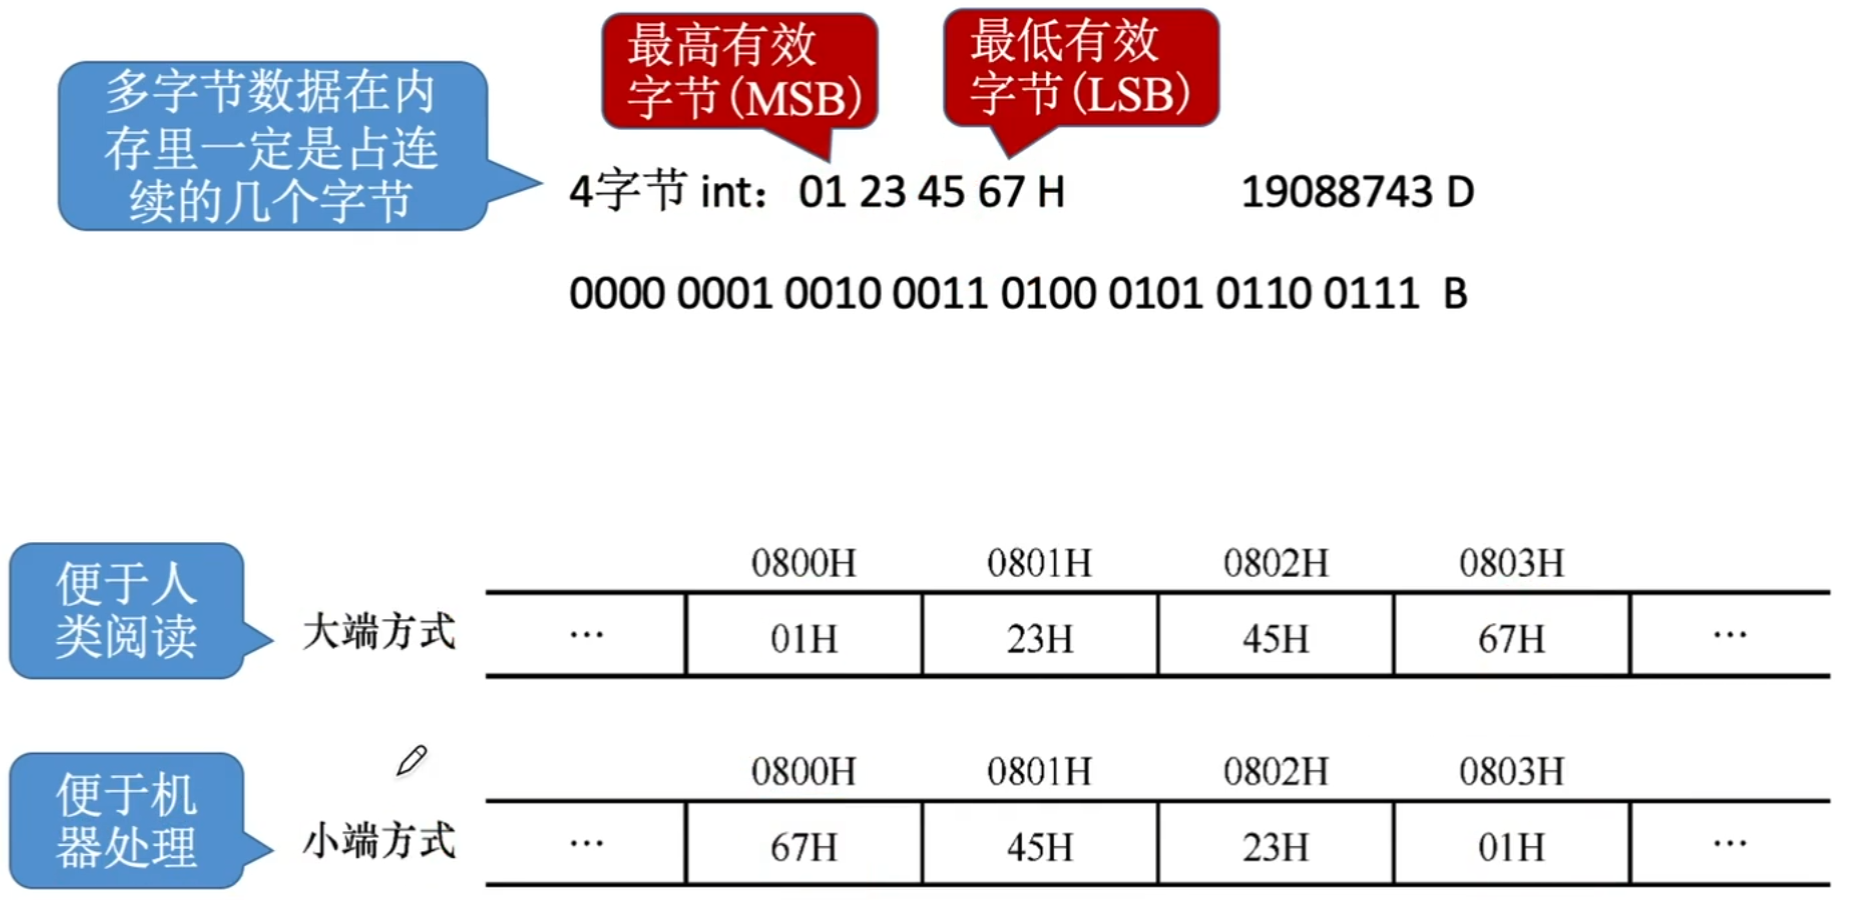 最高有效
字节(MSB)
最低有效
字节(LSB)
多字节数据在内
存里一定是占连
续的几个字节
4字节 int： 01 23 45 67 H 19088743 D
0000 0001 0010 0011 0100 0101 0110 0111 B
便于人
类阅读
0800H 0801H 0802H 0803H
大端方式 … 01H 23H 45H 67H …
便于机
器处理
0800H 0801H 0802H 0803H
小端方式 … 67H 45H 23H 01H …